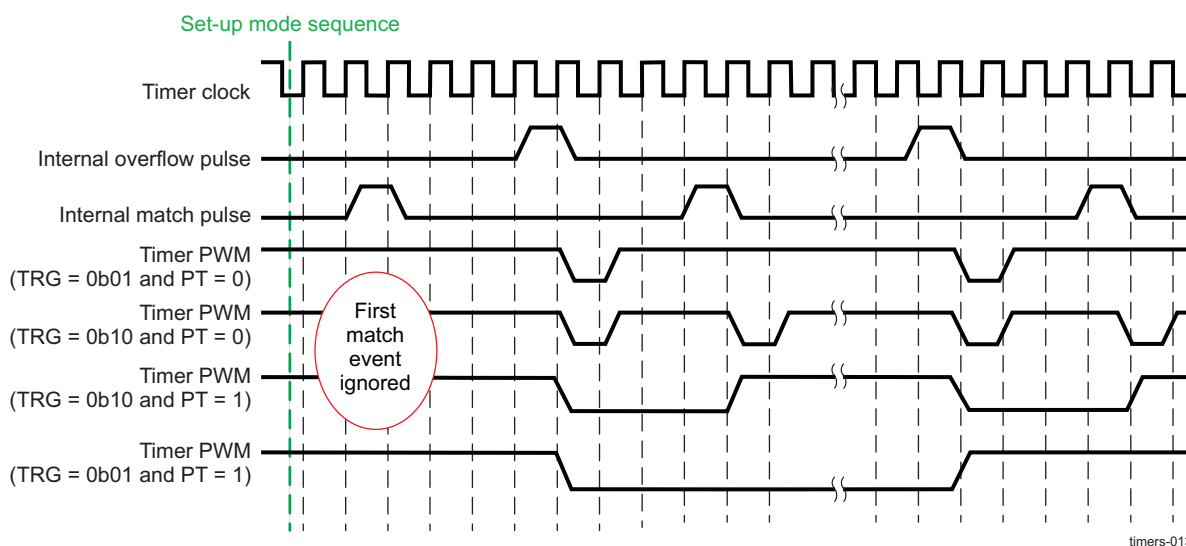 Set-up mode sequence
Timer clock
Internal overflow pulse
Internal match pulse
Timer PWM
(TRG = 0b01 and PT = 0)
Timer PWM
(TRG = 0b10 and PT = 0)
Timer PWM
(TRG = 0b10 and PT = 1)
Timer PWM
(TRG = 0b01 and PT = 1)
First
match
event
ignored